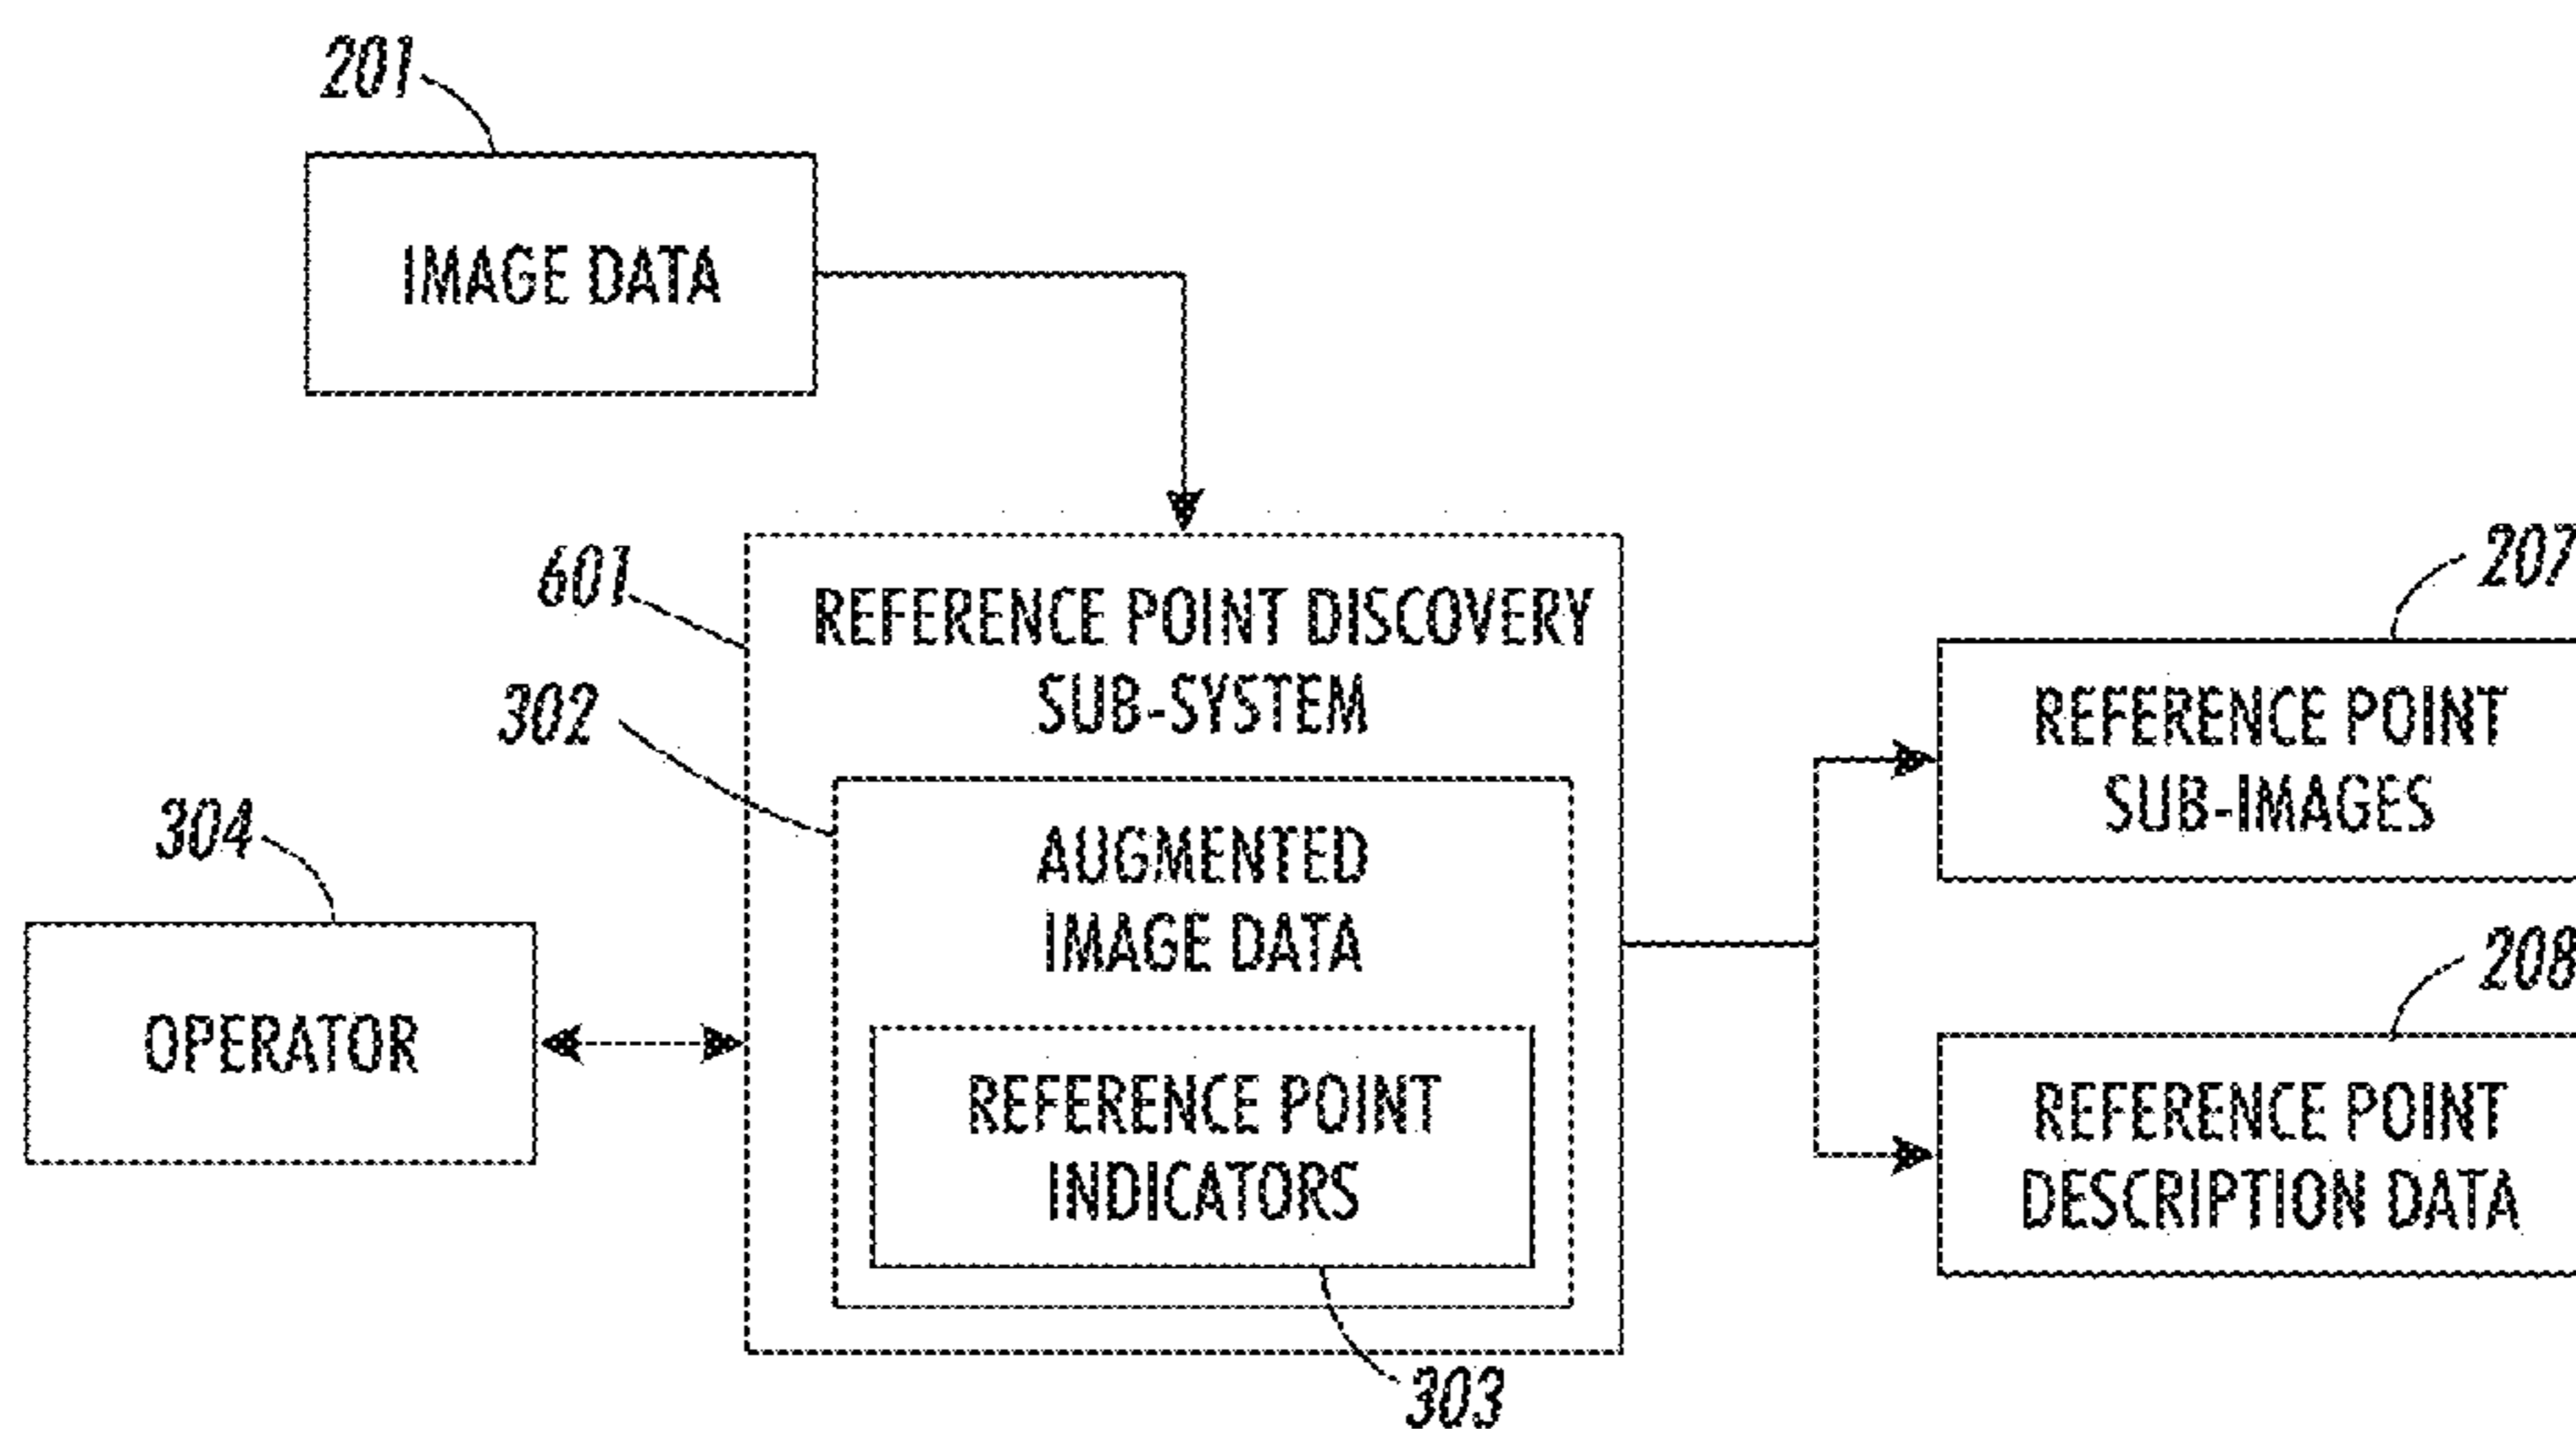 201
IMAGE DATA
601
REFERENCE POINT DISCOVERY
SUB-SYSTEM
207
302
REFERENCE POINT
SUB-IMAGES
304
AUGMENTED
IMAGE DATA
208
OPERATOR
REFERENCE POINT
INDICATORS
REFERENCE POINT
DESCRIPTION DATA
303